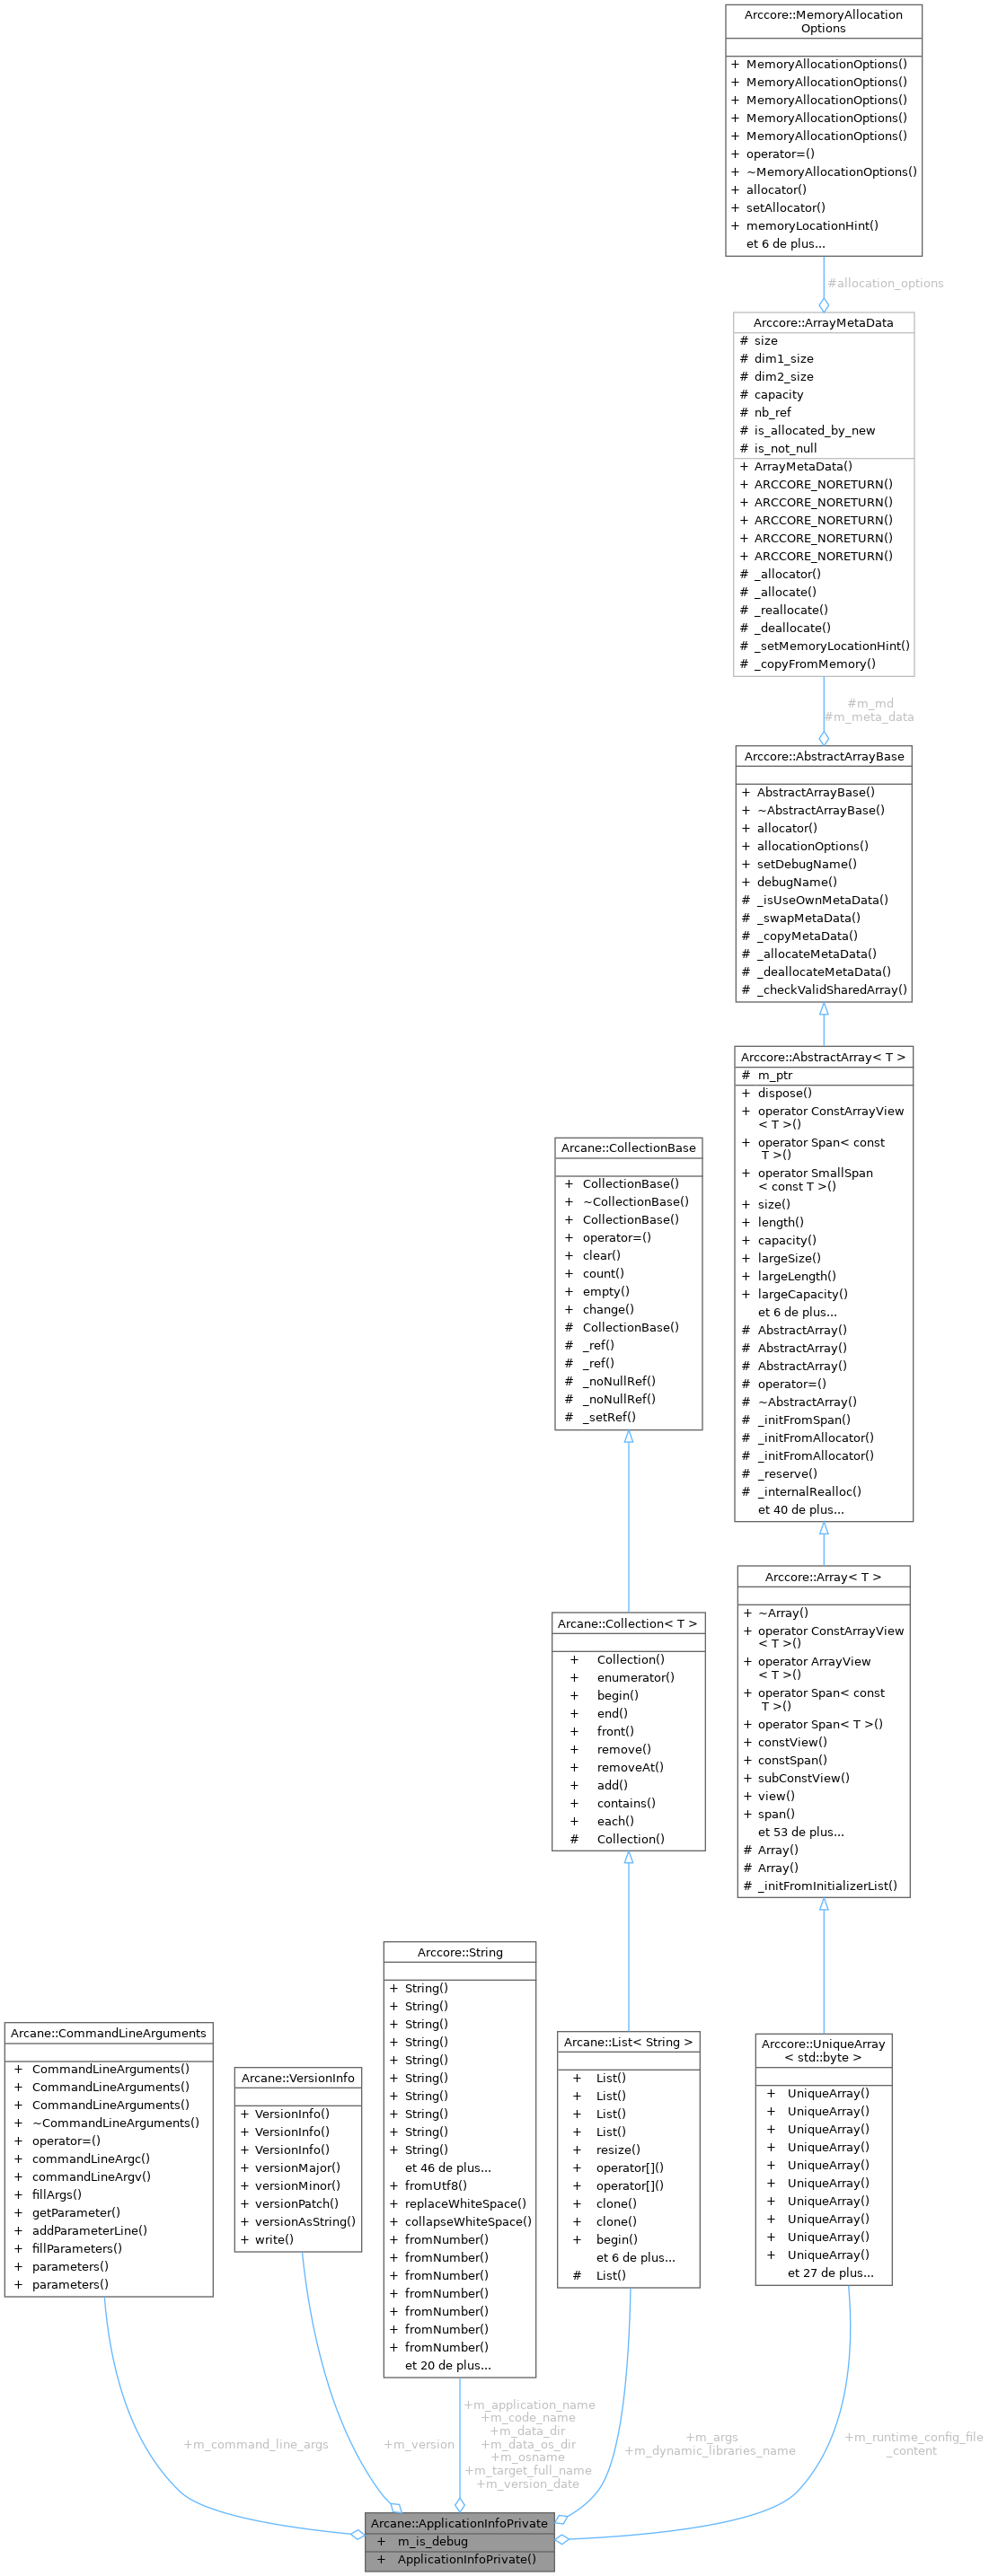 Arccore::MemoryAllocation
Options
+ MemoryAllocationOptions()
+ MemoryAllocationOptions()
+ MemoryAllocationOptions()
+ MemoryAllocationOptions()
+ MemoryAllocationOptions()
+ operator=()
+ ~MemoryAllocationOptions()
+ allocator()
+ setAllocator()
+ memoryLocationHint()
et 6 de plus...
#allocation_options
Arccore::ArrayMetaData
# size
# dim1_size
# dim2_size
# capacity
# nb_ref
# is_allocated_by_new
# is_not_null
+ ArrayMetaData()
+ ARCCORE_NORETURN()
+ ARCCORE_NORETURN()
+ ARCCORE_NORETURN()
+ ARCCORE_NORETURN()
+ ARCCORE_NORETURN()
# _allocator()
# _allocate()
# _reallocate()
# _deallocate()
# _setMemoryLocationHint()
# _copyFromMemory()
#m_md
#m_meta_data
Arccore::AbstractArrayBase
+ AbstractArrayBase()
+ ~AbstractArrayBase()
+ allocator()
+ allocationOptions()
+ setDebugName()
+ debugName()
# _isUseOwnMetaData()
# _swapMetaData()
# _copyMetaData()
# _allocateMetaData()
# _deallocateMetaData()
# _checkValidSharedArray()
Arccore::AbstractArray< T >
# m_ptr
+ dispose()
+ operator ConstArrayView
< T >()
+ operator Span< const
T >()
+ operator SmallSpan
< const T >()
+ size()
+ length()
+ capacity()
+ largeSize()
+ largeLength()
+ largeCapacity()
et 6 de plus...
# AbstractArray()
# AbstractArray()
# AbstractArray()
# operator=()
# ~AbstractArray()
# _initFromSpan()
# _initFromAllocator()
# _initFromAllocator()
# _reserve()
# _internalRealloc()
et 40 de plus...
Arcane::CollectionBase
+ CollectionBase()
+ ~CollectionBase()
+ CollectionBase()
+ operator=()
+ clear()
+ count()
+ empty()
+ change()
# CollectionBase()
# _ref()
# _ref()
# _noNullRef()
# _noNullRef()
# _setRef()
Arccore::Array< T >
+ ~Array()
+ operator ConstArrayView
< T >()
+ operator ArrayView
< T >()
+ operator Span< const
T >()
+ operator Span< T >()
+ constView()
+ constSpan()
+ subConstView()
+ view()
+ span()
et 53 de plus...
# Array()
# Array()
# _initFromInitializerList()
Arcane::Collection< T >
+ Collection()
+ enumerator()
+ begin()
+ end()
+ front()
+ remove()
+ removeAt()
+ add()
+ contains()
+ each()
# Collection()
Arcane::CommandLineArguments
+ CommandLineArguments()
+ CommandLineArguments()
+ CommandLineArguments()
+ ~CommandLineArguments()
+ operator=()
+ commandLineArgc()
+ commandLineArgv()
+ fillArgs()
+ getParameter()
+ addParameterLine()
+ fillParameters()
+ parameters()
+ parameters()
Arcane::VersionInfo
+ VersionInfo()
+ VersionInfo()
+ VersionInfo()
+ versionMajor()
+ versionMinor()
+ versionPatch()
+ versionAsString()
+ write()
Arccore::String
+ String()
+ String()
+ String()
+ String()
+ String()
+ String()
+ String()
+ String()
+ String()
+ String()
et 46 de plus...
+ fromUtf8()
+ replaceWhiteSpace()
+ collapseWhiteSpace()
+ fromNumber()
+ fromNumber()
+ fromNumber()
+ fromNumber()
+ fromNumber()
+ fromNumber()
+ fromNumber()
et 20 de plus...
Arcane::List< String >
+ List()
+ List()
+ List()
+ List()
+ resize()
+ operator[]()
+ operator[]()
+ clone()
+ clone()
+ begin()
et 6 de plus...
# List()
Arccore::UniqueArray
< std::byte >
+ UniqueArray()
+ UniqueArray()
+ UniqueArray()
+ UniqueArray()
+ UniqueArray()
+ UniqueArray()
+ UniqueArray()
+ UniqueArray()
+ UniqueArray()
+ UniqueArray()
et 27 de plus...
+m_command_line_args
+m_version
+m_application_name
+m_code_name
+m_data_dir
+m_data_os_dir
+m_osname
+m_target_full_name
+m_version_date
+m_args
+m_dynamic_libraries_name
+m_runtime_config_file
_content
Arcane::ApplicationInfoPrivate
+ m_is_debug
+ ApplicationInfoPrivate()